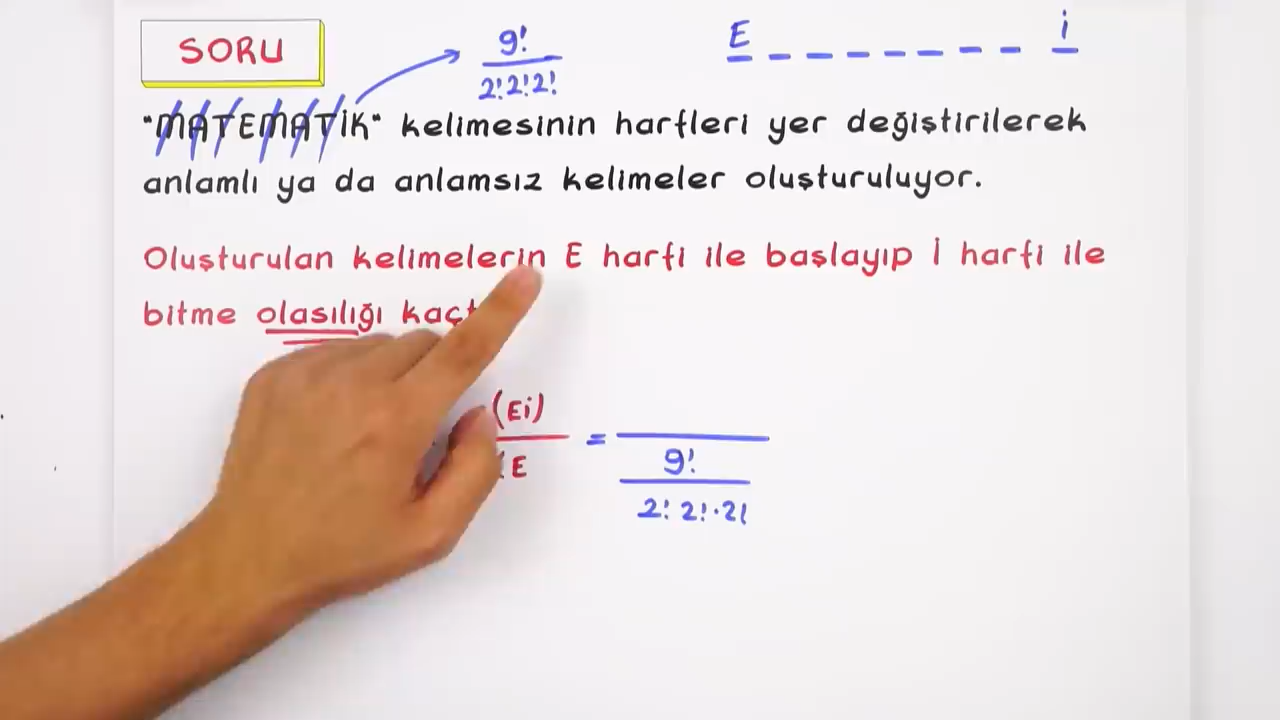 SORU
9!
2!2!2!
E _ _ _ _ _ _ _ İ
"MATEMATİK" kelimesinin harfleri yer değiştirilerek
anlamlı ya da anlamsız kelimeler oluşturuluyor.
Oluşturulan kelimelerin E harfi ile başlayıp İ harfi ile
bitme olasılığı
(Ei)
E
=
9!
2! 2!.2!